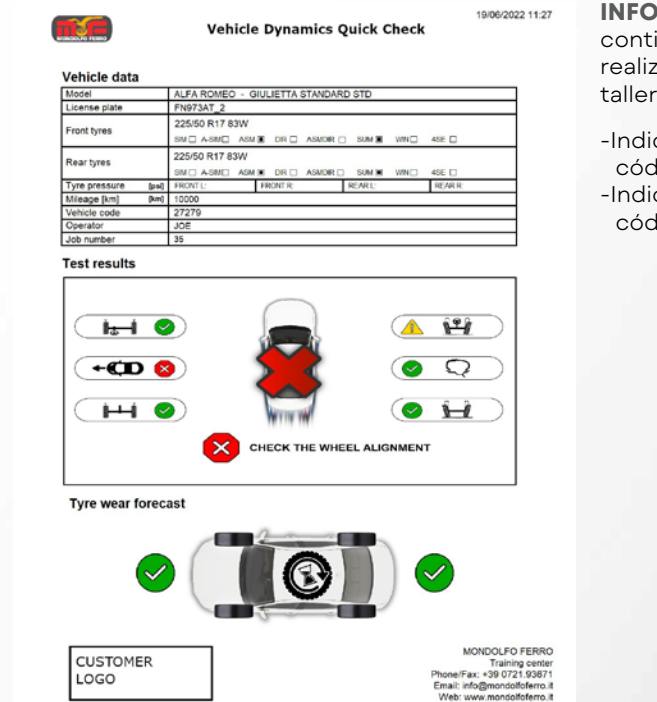 MONDOLFO FERRO
Vehicle Dynamics Quick Check
19/06/2022 11:27
Vehicle data
Model ALFA ROMEO - GIULIETTA STANDARD STD
License plate FN973AT_2
Front tyres 225/50 R17 83W
SIM A-SIM ASM DIR ASM/DIR SUM WIN 4SE
Rear tyres 225/50 R17 83W
SIM A-SIM ASM DIR ASM/DIR SUM WIN 4SE
Tyre pressure [psi] FRONT L: FRONT R: REAR L: REAR R:
Mileage [km] [km] 10000
Vehicle code 27279
Operator JOE
Job number 35
Test results
CHECK THE WHEEL ALIGNMENT
Tyre wear forecast
CUSTOMER
LOGO
MONDOLFO FERRO
Training center
Phone/Fax: +39 0721.93671
Email: info@mondolfoferro.it
Web: www.mondolfoferro.it
INFO
conti
realiz
taller
-Indic
cód
-Indic
cód